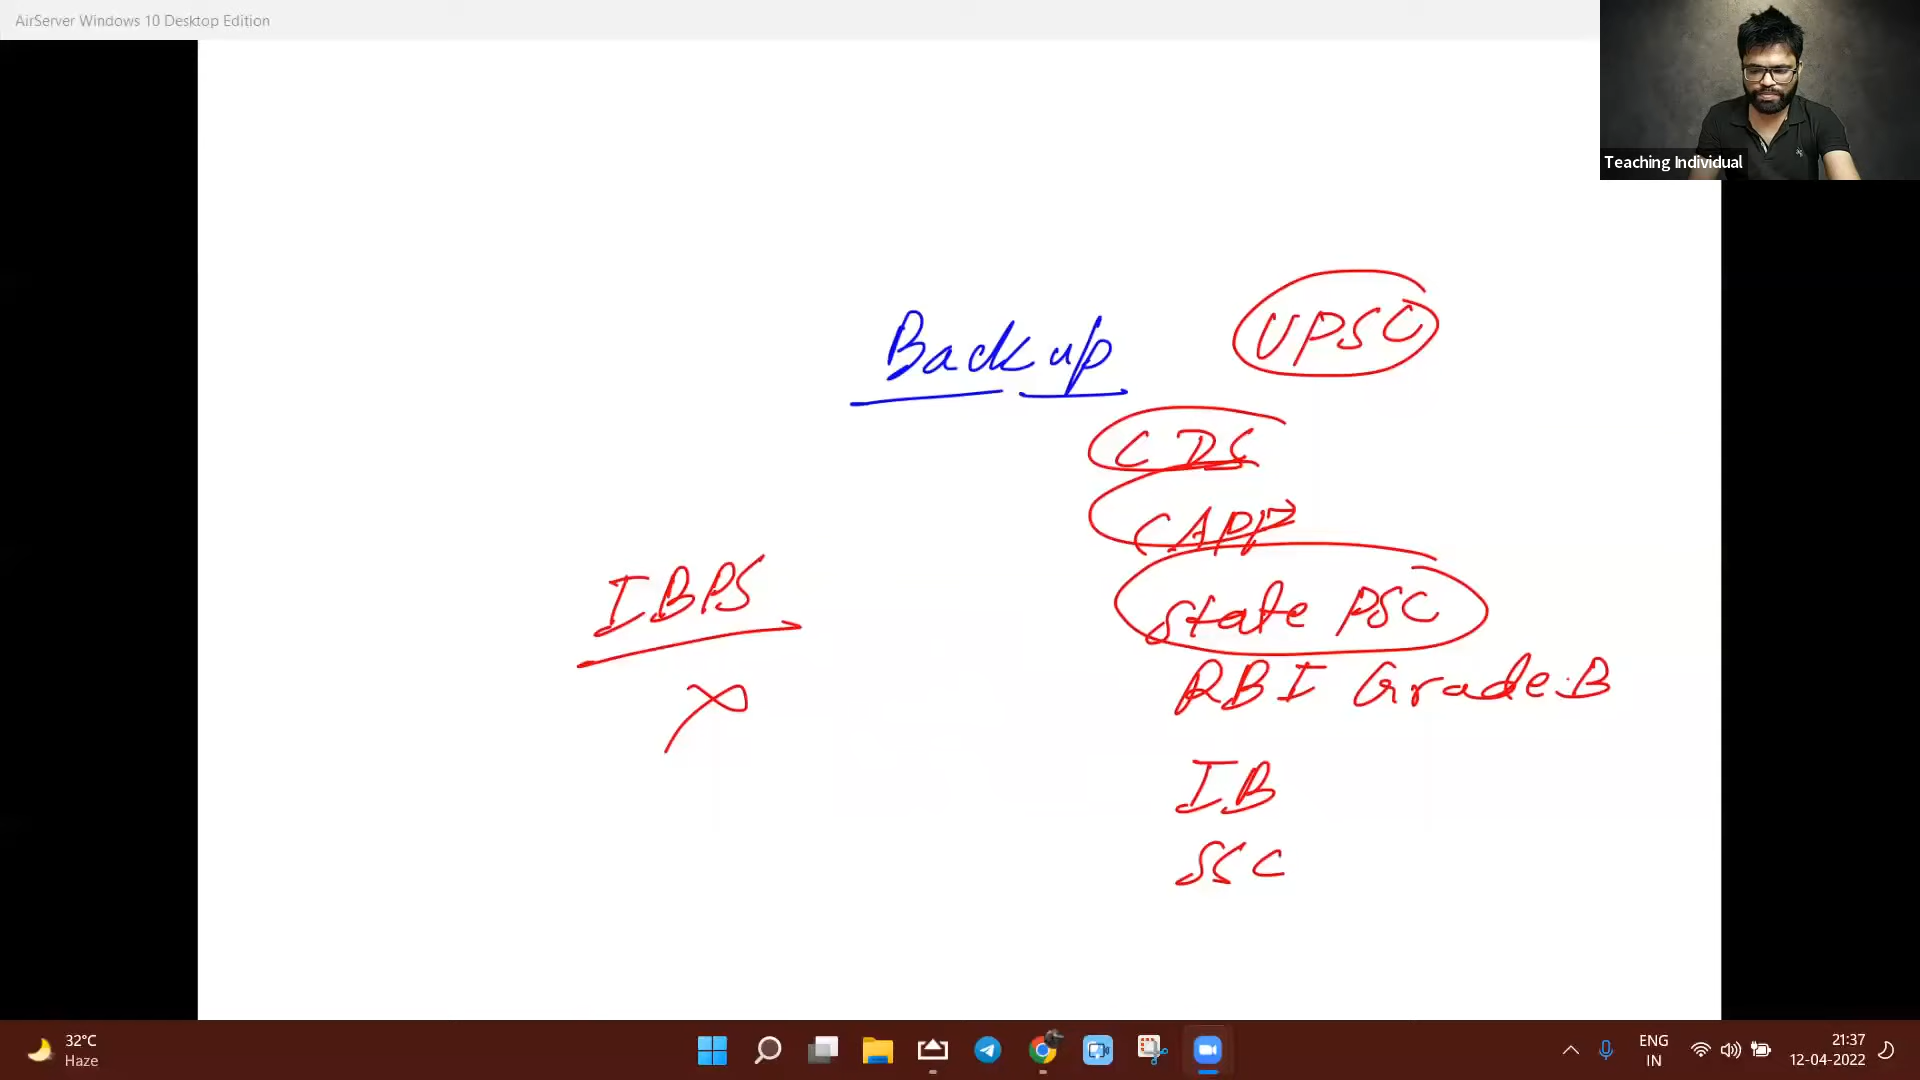 AirServer Windows 10 Desktop Edition
Teaching Individual
UPSC
Backup
CDS
CAPF
IBPS
State PSC
RBI Grade.B
IB
SSC
32°C
Haze
ENG
IN
21:37
12-04-2022